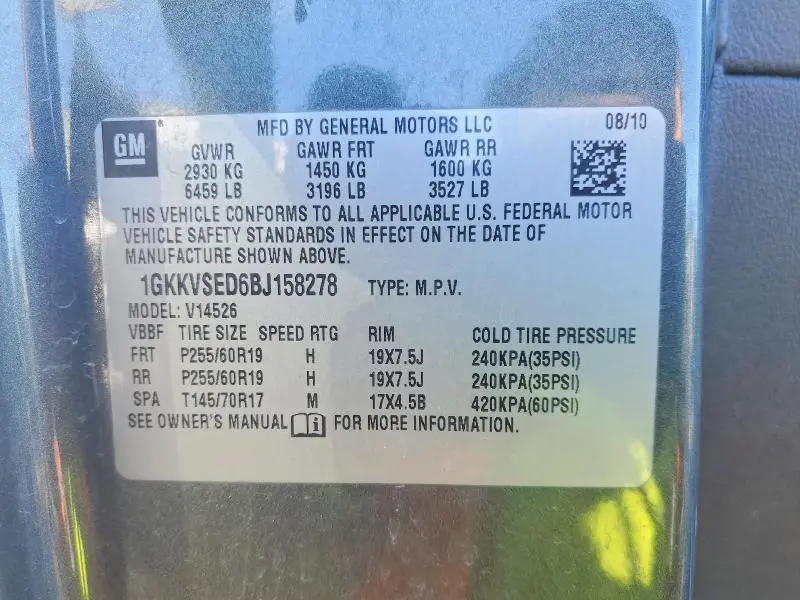 GM MFD BY GENERAL MOTORS LLC 08/10
GVWR GAWR FRT GAWR RR
2930 KG 1450 KG 1600 KG
6459 LB 3196 LB 3527 LB
THIS VEHICLE CONFORMS TO ALL APPLICABLE U.S. FEDERAL MOTOR
VEHICLE SAFETY STANDARDS IN EFFECT ON THE DATE OF
MANUFACTURE SHOWN ABOVE.
1GKKVSED6BJ158278 TYPE: M.P.V.
MODEL: V14526
VBBF TIRE SIZE SPEED RTG RIM COLD TIRE PRESSURE
FRT P255/60R19 H 19X7.5J 240KPA(35PSI)
RR P255/60R19 H 19X7.5J 240KPA(35PSI)
SPA T145/70R17 M 17X4.5B 420KPA(60PSI)
SEE OWNER'S MANUAL i FOR MORE INFORMATION.